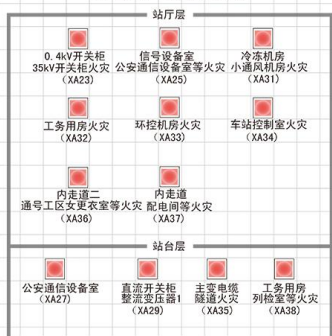 站厅层
0.4kV开关柜
35kV开关柜火灾
(XA23)
信号设备室
公安通信设备室等火灾
(XA25)
冷冻机房
小通风机房火灾
(XA31)
工务用房火灾
(XA32)
环控机房火灾
(XA33)
车站控制室火灾
(XA34)
内走道二
通号工区女更衣室等火灾
(XA36)
内走道
配电间等火灾
(XA37)
站台层
公安通信设备室
(XA27)
直流开关柜
整流变压器1
(XA29)
主变电缆
隧道火灾
(XA35)
工务用房
列检室等火灾
(XA38)